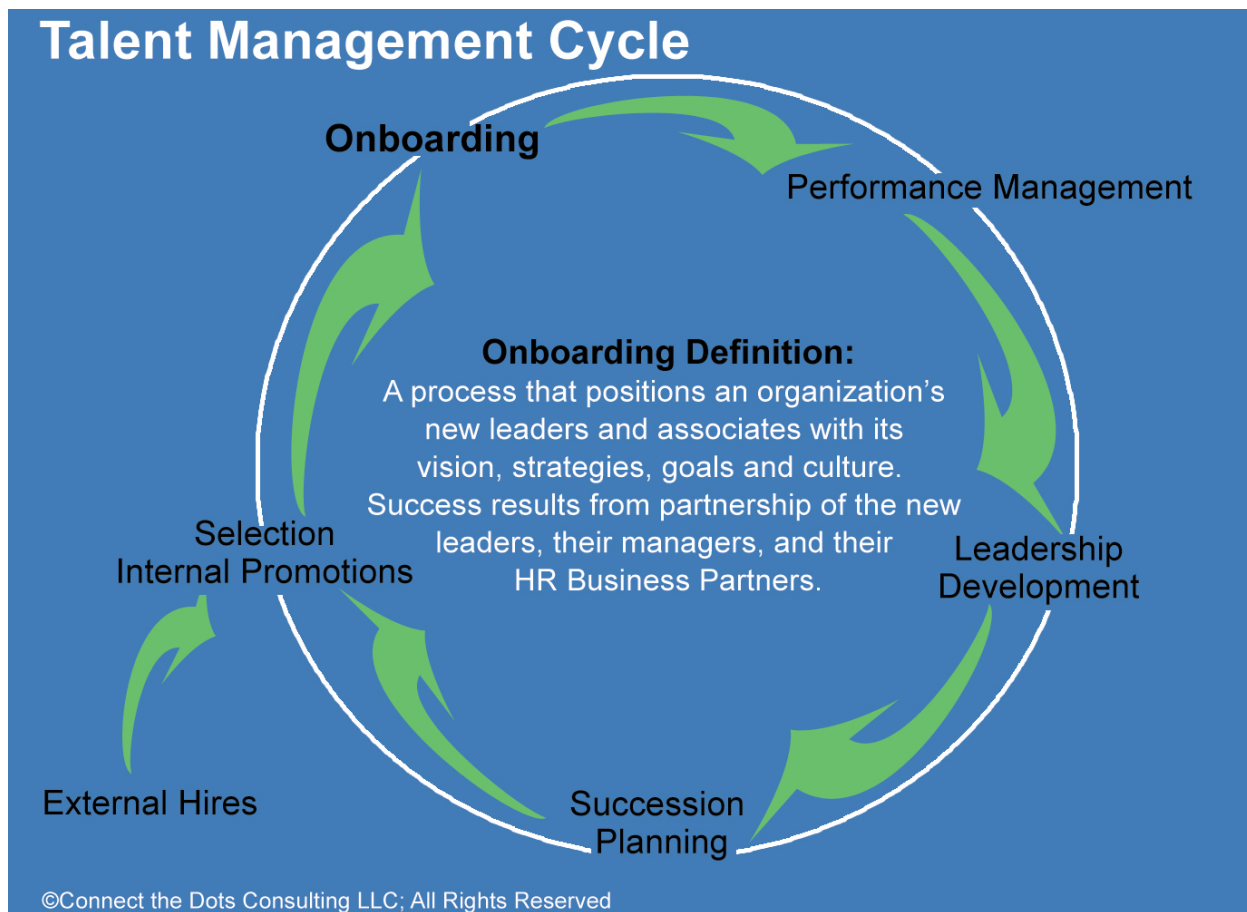 Talent Management Cycle
Onboarding
Performance Management
Onboarding Definition:
A process that positions an organization’s
new leaders and associates with its
vision, strategies, goals and culture.
Success results from partnership of the new
leaders, their managers, and their
HR Business Partners.
Selection
Internal Promotions
Leadership
Development
External Hires
Succession
Planning
©Connect the Dots Consulting LLC; All Rights Reserved